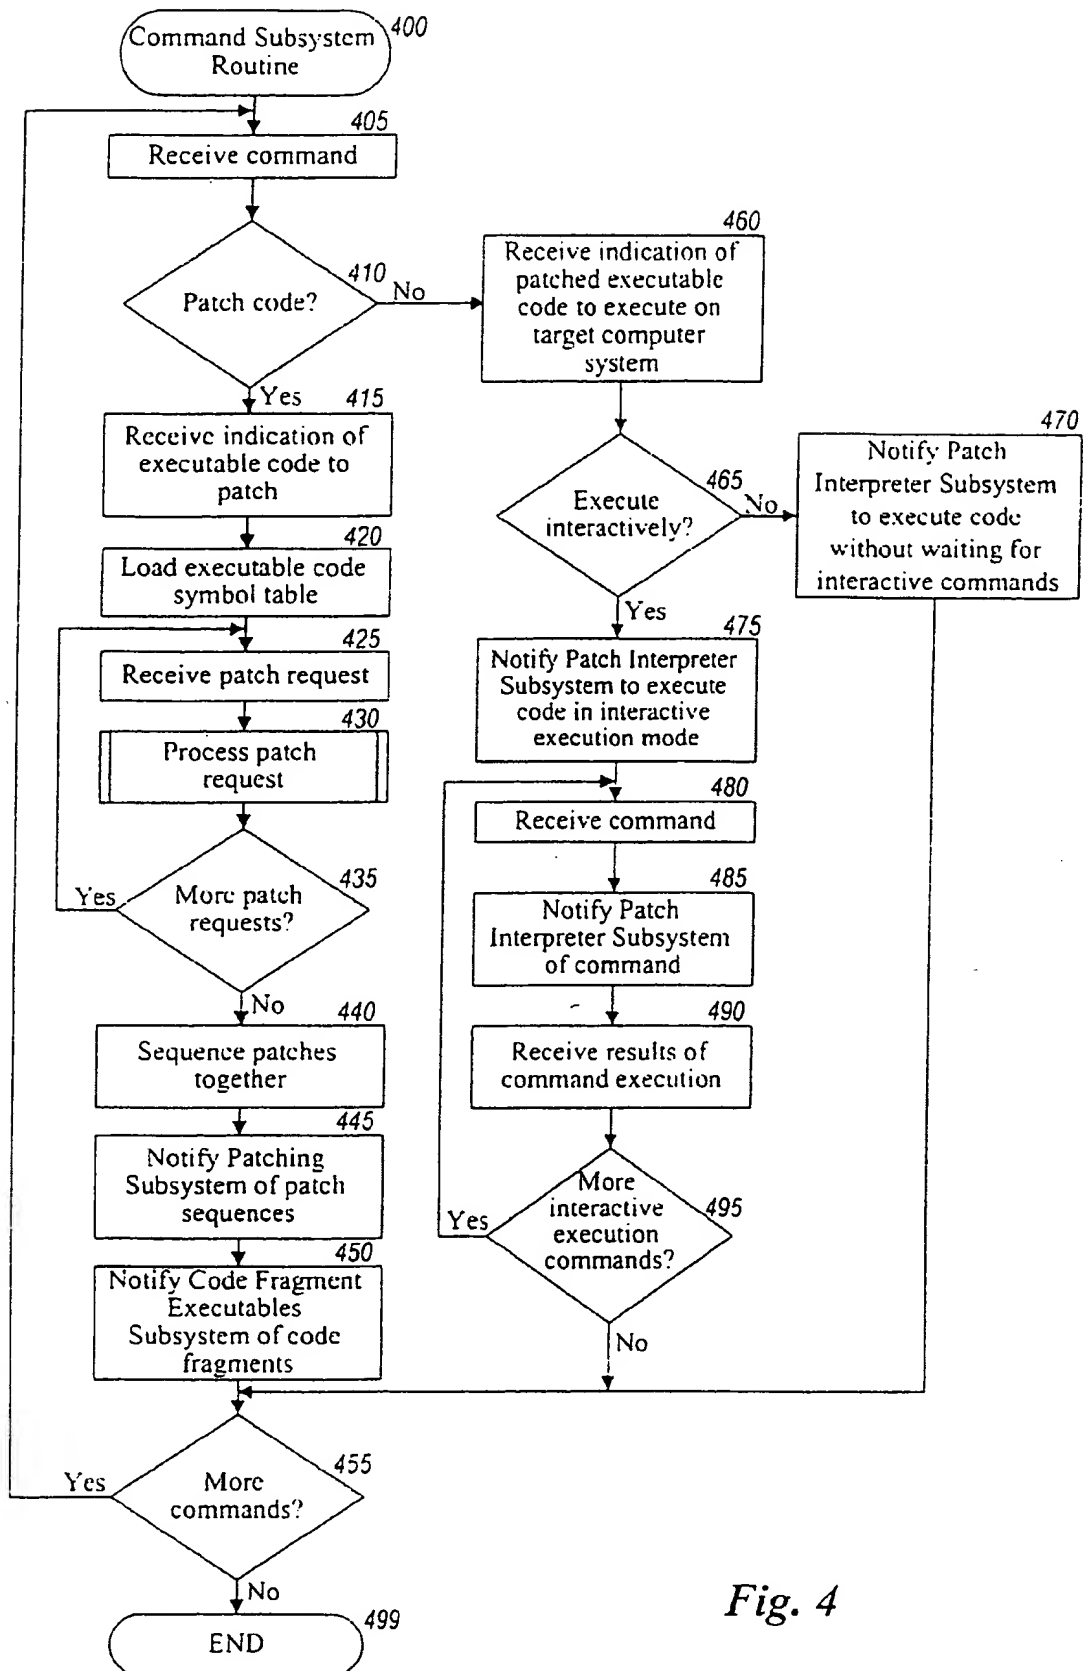 Command Subsystem
Routine
400
405
Receive command
410
Patch code?
No
Yes
415
Receive indication of
executable code to
patch
420
Load executable code
symbol table
425
Receive patch request
430
Process patch
request
435
More patch
requests?
Yes
No
440
Sequence patches
together
445
Notify Patching
Subsystem of patch
sequences
450
Notify Code Fragment
Executables
Subsystem of code
fragments
455
More
commands?
Yes
No
499
END
460
Receive indication of
patched executable
code to execute on
target computer
system
465
Execute
interactively?
No
Yes
470
Notify Patch
Interpreter Subsystem
to execute code
without waiting for
interactive commands
475
Notify Patch Interpreter
Subsystem to execute
code in interactive
execution mode
480
Receive command
485
Notify Patch
Interpreter Subsystem
of command
490
Receive results of
command execution
495
More
interactive
execution
commands?
Yes
No
Fig. 4